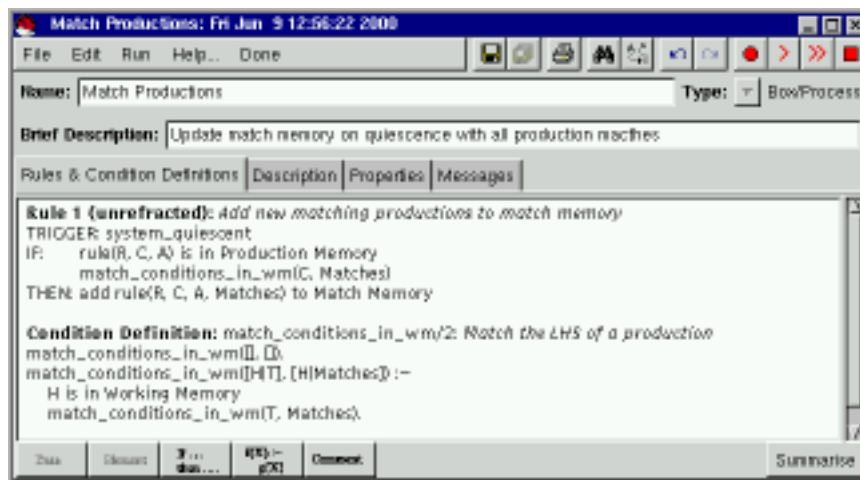 Match Productions: Fri Jun 9 12:56:22 2000
File Edit Run Help... Done
Name: Match Productions Type: Box/Process
Brief Description: Update match memory on quiescence with all production macthes
Rules & Condition Definitions Description Properties Messages
Rule 1 (unrefracted): Add new matching productions to match memory
TRIGGER: system_quiescent
IF: rule(R, C, A) is in Production Memory
match_conditions_in_wm(C, Matches)
THEN: add rule(R, C, A, Matches) to Match Memory
Condition Definition: match_conditions_in_wm/2: Match the LHS of a production
match_conditions_in_wm([], []).
match_conditions_in_wm([H|T], [H|Matches]) :-
H is in Working Memory
match_conditions_in_wm(T, Matches).
IF ... then .... Comment Summarise